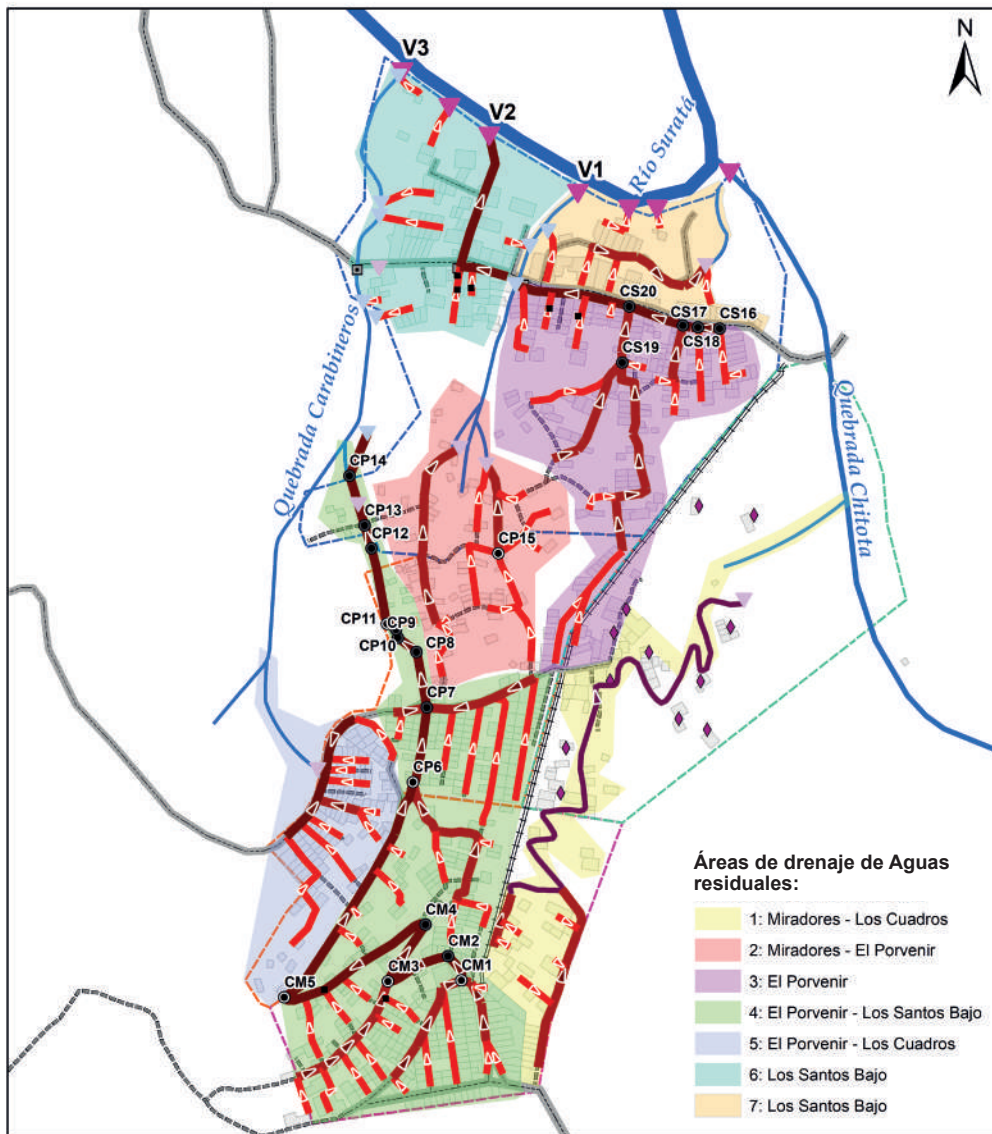 V3
N
V2
V1
Río Suratá
CS20
CS17
CS16
CS18
CS19
Quebrada Carabineros
Quebrada Chitota
CP14
CP13
CP12
CP15
CP11
CP9
CP10
CP8
CP7
CP6
CM4
CM2
CM3
CM1
CM5
Áreas de drenaje de Aguas
residuales:
1: Miradores - Los Cuadros
2: Miradores - El Porvenir
3: El Porvenir
4: El Porvenir - Los Santos Bajo
5: El Porvenir - Los Cuadros
6: Los Santos Bajo
7: Los Santos Bajo